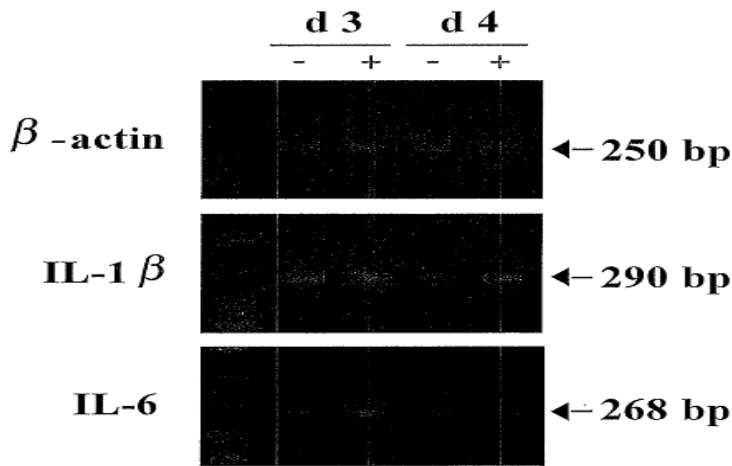 d 3 d 4
- + - +
β -actin 250 bp
IL-1 β 290 bp
IL-6 268 bp